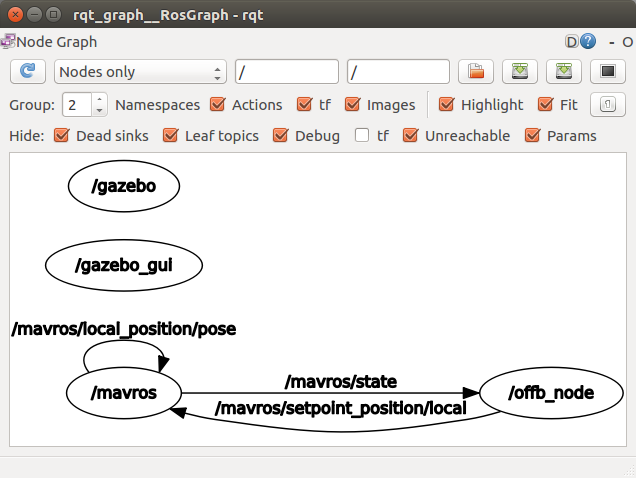 rqt_graph__RosGraph - rqt
Node Graph
D ? - O
Nodes only / /
Group: 2 Namespaces Actions tf Images Highlight Fit
Hide: Dead sinks Leaf topics Debug tf Unreachable Params
/gazebo
/gazebo_gui
/mavros/local_position/pose
/mavros /mavros/state /offb_node
/mavros/setpoint_position/local